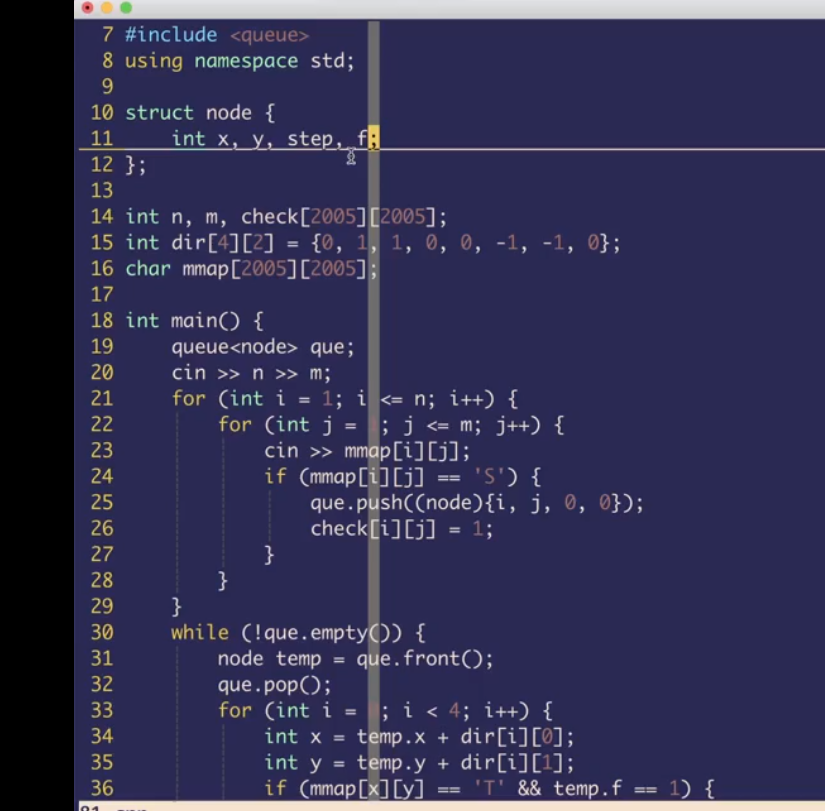 7 #include <queue>
8 using namespace std;
9
10 struct node {
11     int x, y, step, f;
12 };
13
14 int n, m, check[2005][2005];
15 int dir[4][2] = {0, 1, 1, 0, 0, -1, -1, 0};
16 char mmap[2005][2005];
17
18 int main() {
19     queue<node> que;
20     cin >> n >> m;
21     for (int i = 1; i <= n; i++) {
22         for (int j = 1; j <= m; j++) {
23             cin >> mmap[i][j];
24             if (mmap[i][j] == 'S') {
25                 que.push((node){i, j, 0, 0});
26                 check[i][j] = 1;
27             }
28         }
29     }
30     while (!que.empty()) {
31         node temp = que.front();
32         que.pop();
33         for (int i = 0; i < 4; i++) {
34             int x = temp.x + dir[i][0];
35             int y = temp.y + dir[i][1];
36             if (mmap[x][y] == 'T' && temp.f == 1) {